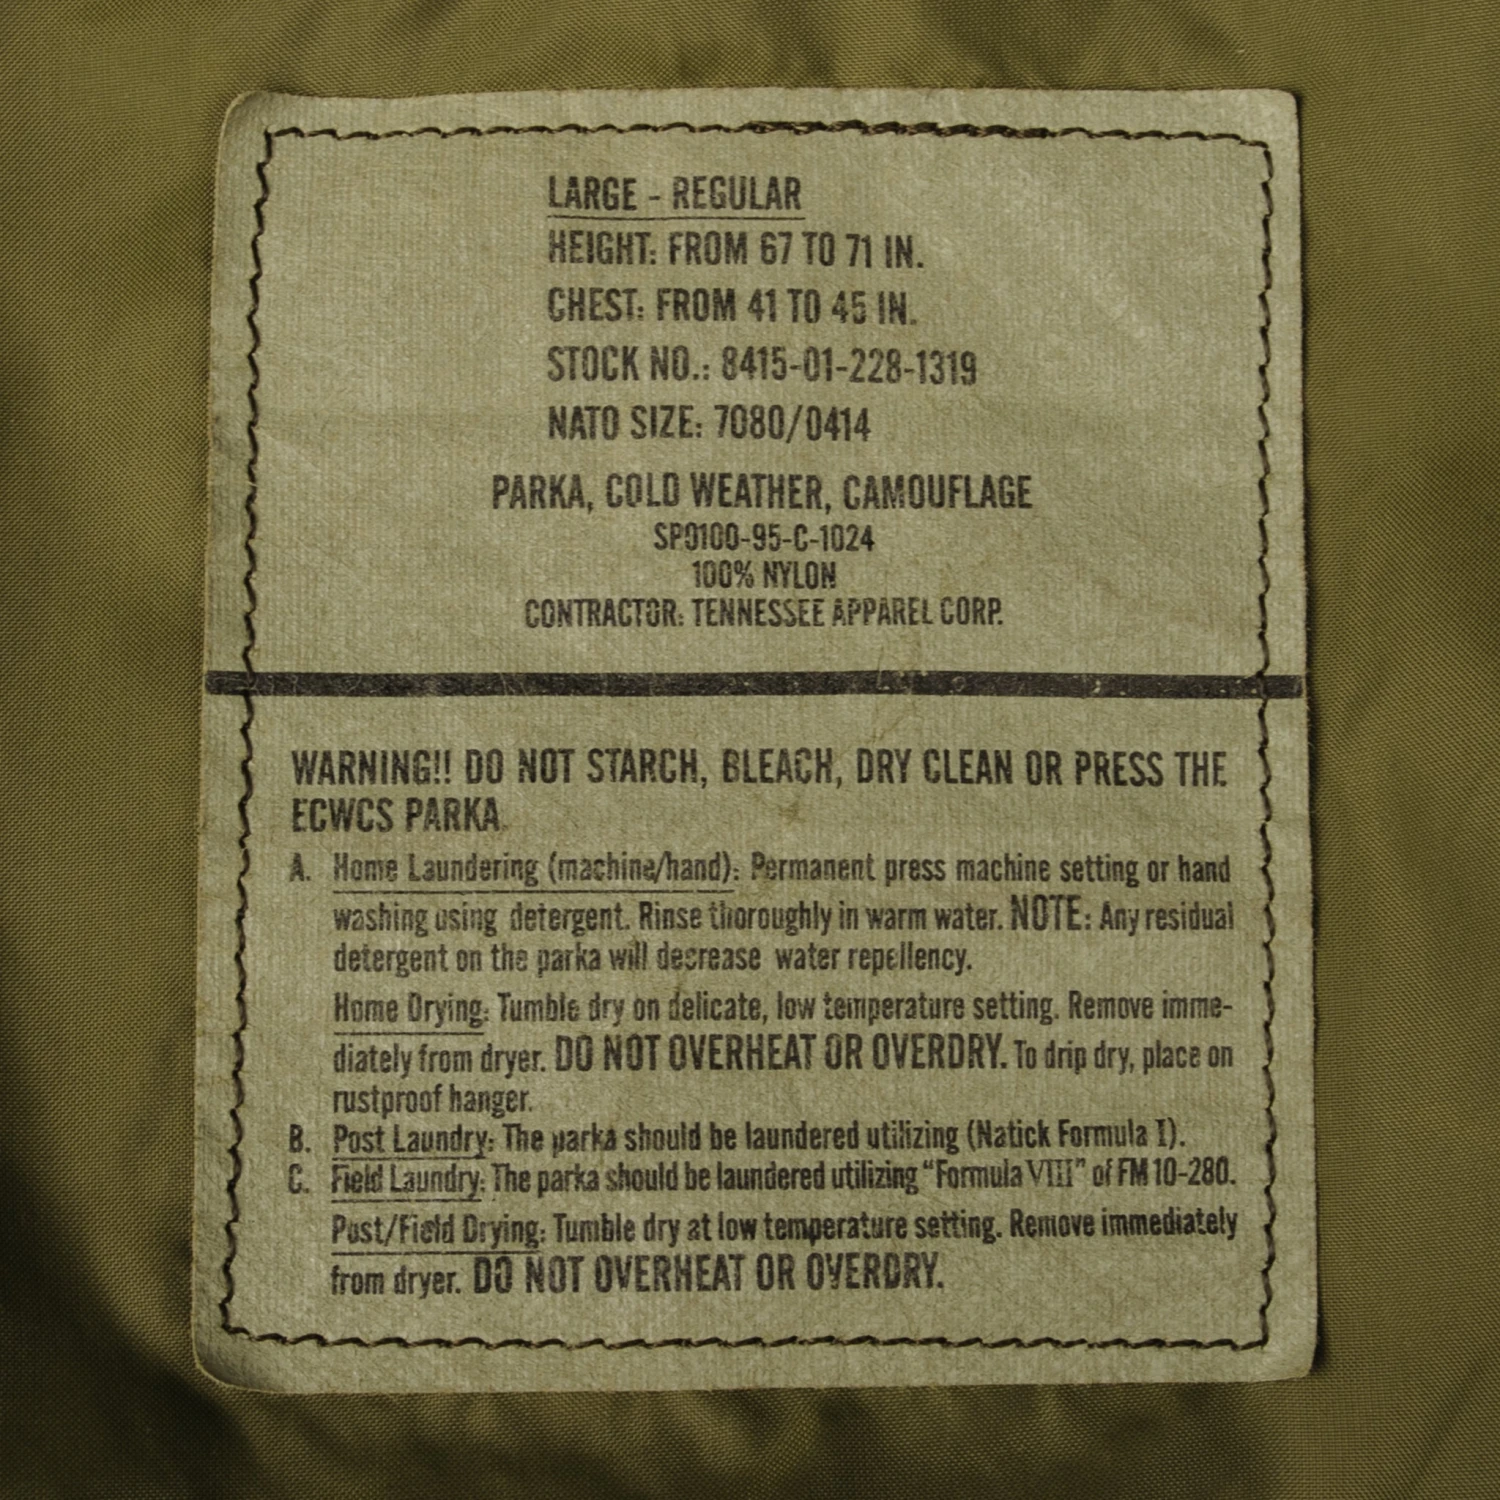 LARGE - REGULAR
HEIGHT: FROM 67 TO 71 IN.
CHEST: FROM 41 TO 45 IN.
STOCK NO.: 8415-01-228-1319
NATO SIZE: 7080/0414
PARKA, COLD WEATHER, CAMOUFLAGE
SP0100-95-C-1024
100% NYLON
CONTRACTOR: TENNESSEE APPAREL CORP.
WARNING!! DO NOT STARCH, BLEACH, DRY CLEAN OR PRESS THE
ECWCS PARKA.
A. Home Laundering (machine/hand): Permanent press machine setting or hand
washing using detergent. Rinse thoroughly in warm water. NOTE: Any residual
detergent on the parka will decrease water repellency.
Home Drying: Tumble dry on delicate, low temperature setting. Remove imme-
diately from dryer. DO NOT OVERHEAT OR OVERDRY. To drip dry, place on
rustproof hanger.
B. Post Laundry: The parka should be laundered utilizing (Natick Formula I).
C. Field Laundry: The parka should be laundered utilizing "Formula VIII" of FM 10-280.
Post/Field Drying: Tumble dry at low temperature setting. Remove immediately
from dryer. DO NOT OVERHEAT OR OVERDRY.